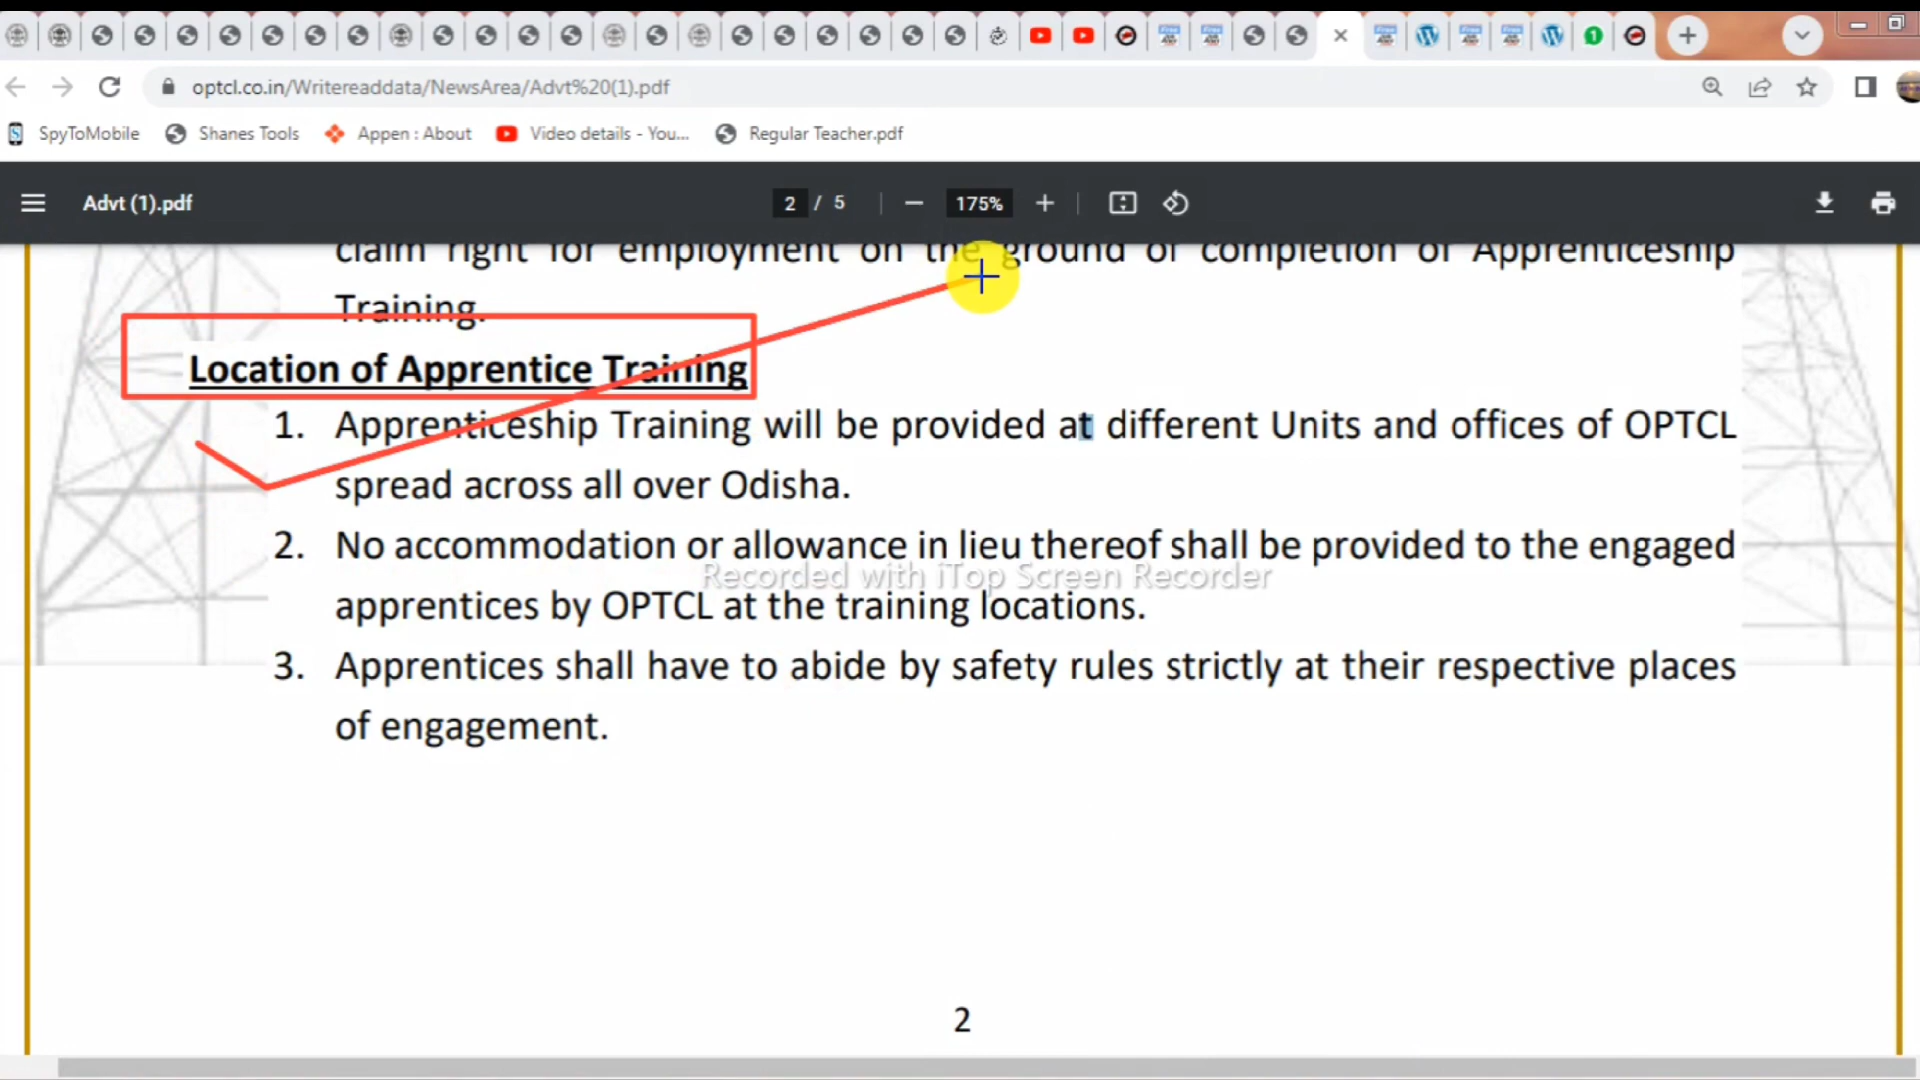 optcl.co.in/Writereaddata/NewsArea/Advt%20(1).pdf
SpyToMobile Shanes Tools Appen : About Video details - You... Regular Teacher.pdf
Advt (1).pdf 2 / 5 175%
claim right for employment on the ground of completion of Apprenticeship
Training.
Location of Apprentice Training
1. Apprenticeship Training will be provided at different Units and offices of OPTCL
spread across all over Odisha.
2. No accommodation or allowance in lieu thereof shall be provided to the engaged
Recorded with iTop Screen Recorder
apprentices by OPTCL at the training locations.
3. Apprentices shall have to abide by safety rules strictly at their respective places
of engagement.
2